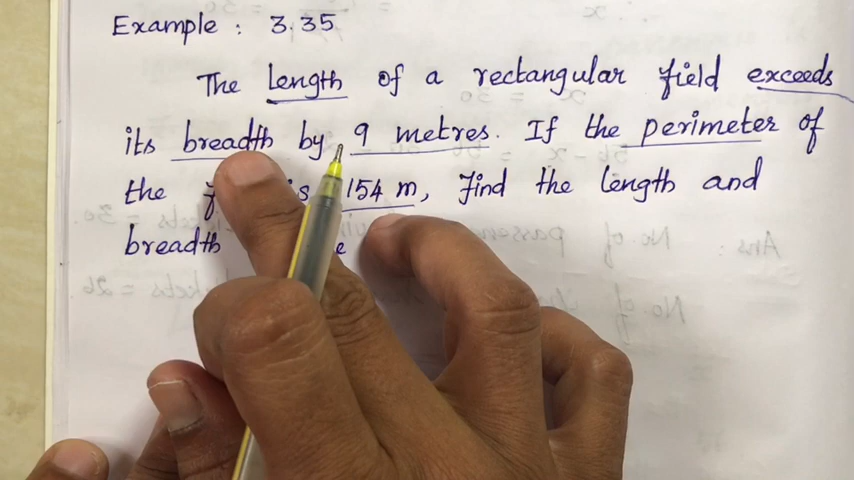 Example : 3.35
The length of a rectangular field exceeds
its breadth by 9 metres. If the perimeter of
the is 154 m, find the length and
breadth